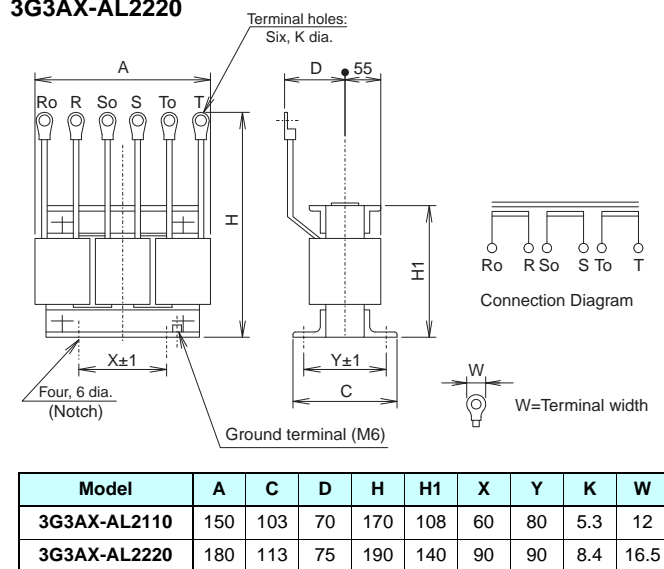 3G3AX-AL2220
Terminal holes:
Six, K dia.
A
D
55
Ro R So S To T
H
H1
Ro R So S To T
Connection Diagram
X±1
Y±1
C
W
W=Terminal width
Four, 6 dia.
(Notch)
Ground terminal (M6)
Model A C D H H1 X Y K W
3G3AX-AL2110 150 103 70 170 108 60 80 5.3 12
3G3AX-AL2220 180 113 75 190 140 90 90 8.4 16.5